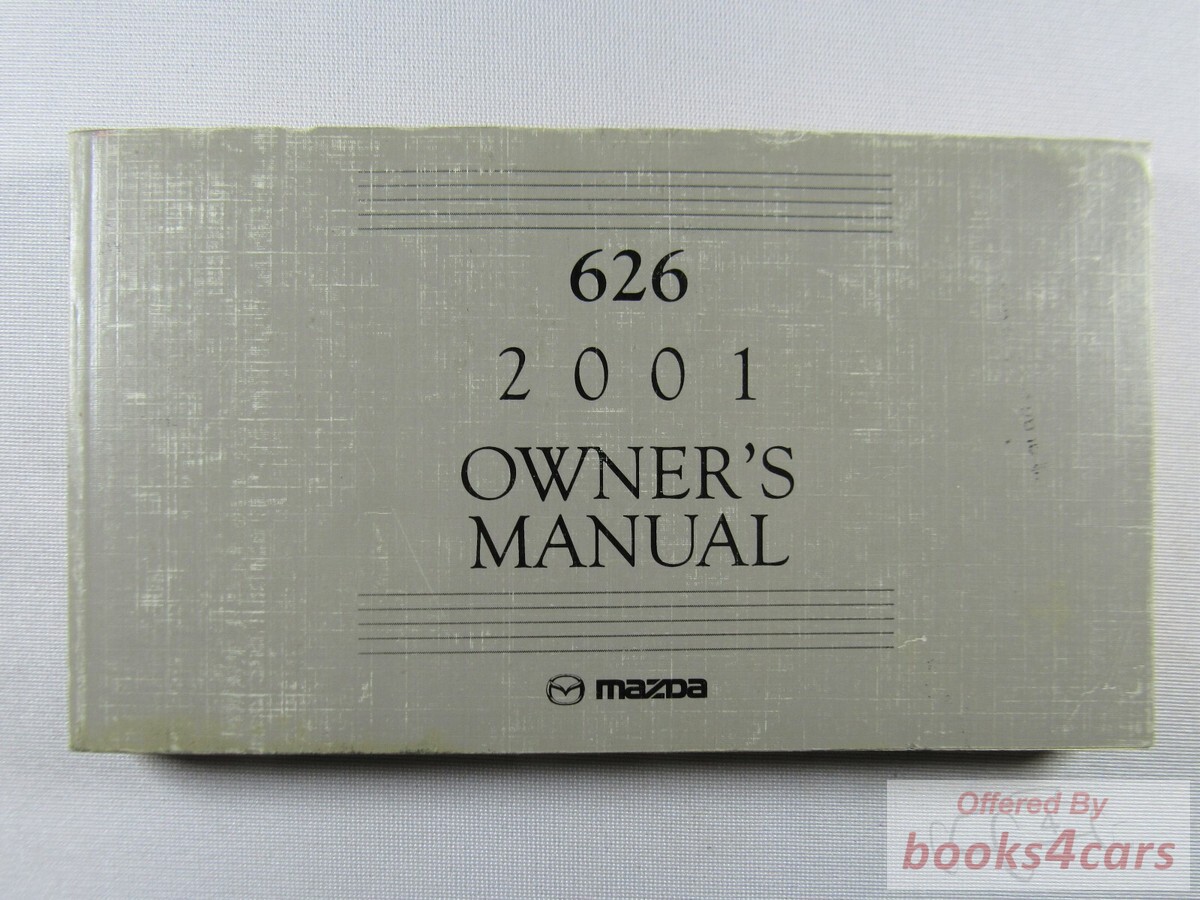 626
2001
OWNER'S
MANUAL
mazda
Offered By
books4cars